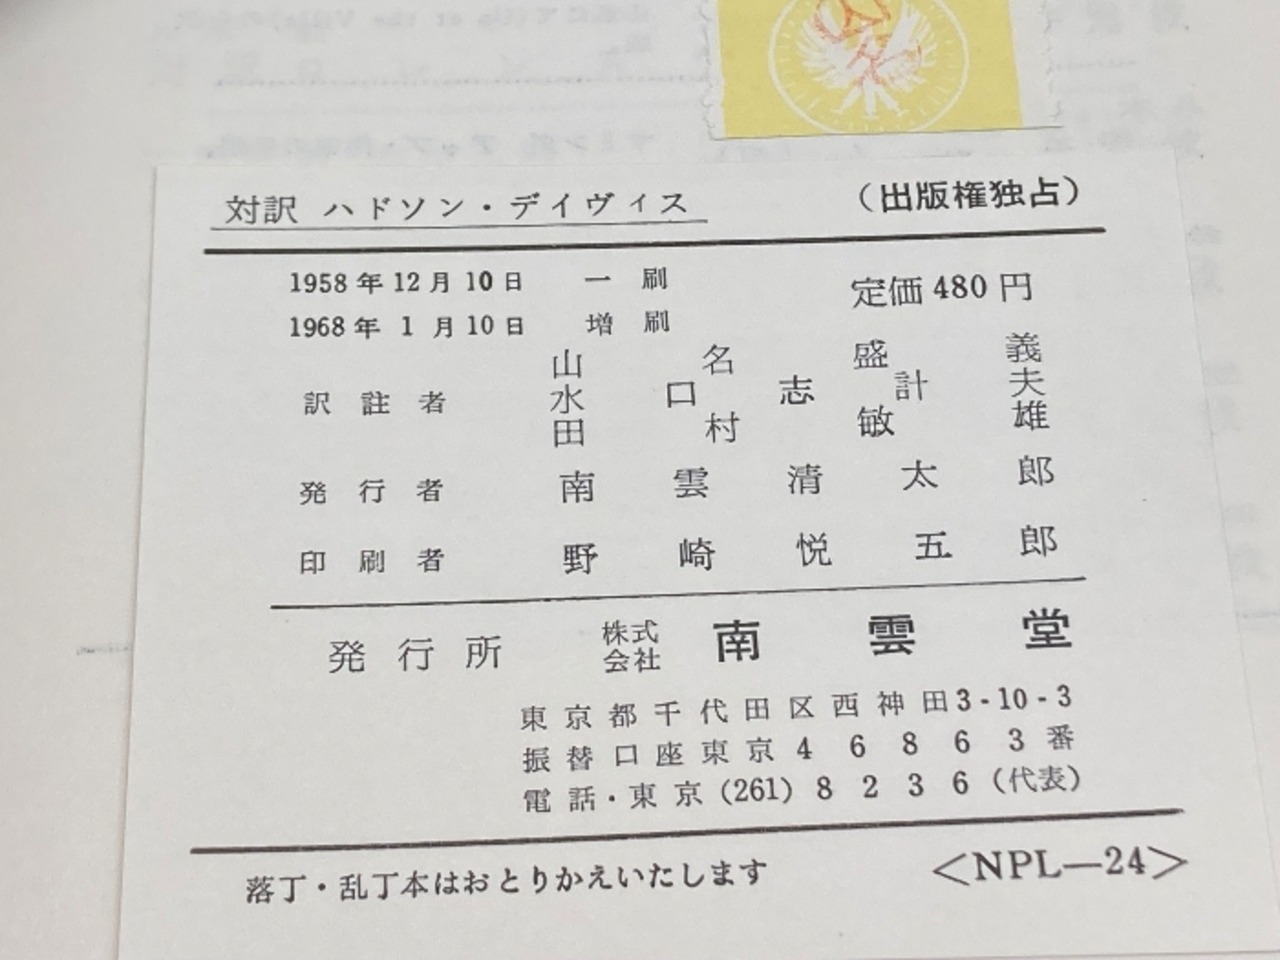 対訳 ハドソン・デイヴィス (出版権独占)
1958年12月10日 一刷
1968年1月10日 増刷
定価480円
訳註者
山名盛義
水口志計夫
田村敏雄
発行者 南雲清太郎
印刷者 野崎悦五郎
発行所 株式会社 南雲堂
東京都千代田区西神田3-10-3
振替口座東京46863番
電話・東京(261)8236(代表)
落丁・乱丁本はおとりかえいたします <NPL—24>